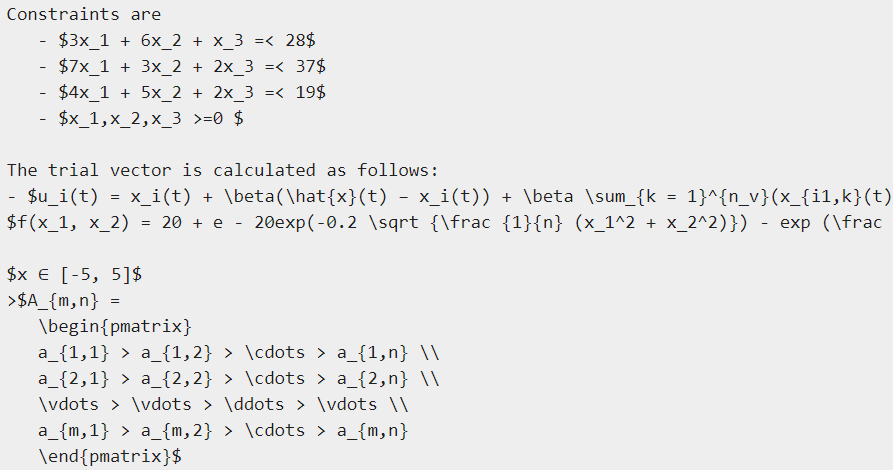 Constraints are
- $3x_1 + 6x_2 + x_3 =< 28$
- $7x_1 + 3x_2 + 2x_3 =< 37$
- $4x_1 + 5x_2 + 2x_3 =< 19$
- $x_1,x_2,x_3 >=0 $
The trial vector is calculated as follows:
- $u_i(t) = x_i(t) + \beta(\hat{x}(t) − x_i(t)) + \beta \sum_{k = 1}^{n_v}(x_{i1,k}(t)
$f(x_1, x_2) = 20 + e - 20exp(-0.2 \sqrt {\frac {1}{n} (x_1^2 + x_2^2)}) - exp (\frac
$x ∈ [-5, 5]$
>$A_{m,n} =
\begin{pmatrix}
a_{1,1} > a_{1,2} > \cdots > a_{1,n} \\
a_{2,1} > a_{2,2} > \cdots > a_{2,n} \\
\vdots > \vdots > \ddots > \vdots \\
a_{m,1} > a_{m,2} > \cdots > a_{m,n}
\end{pmatrix}$